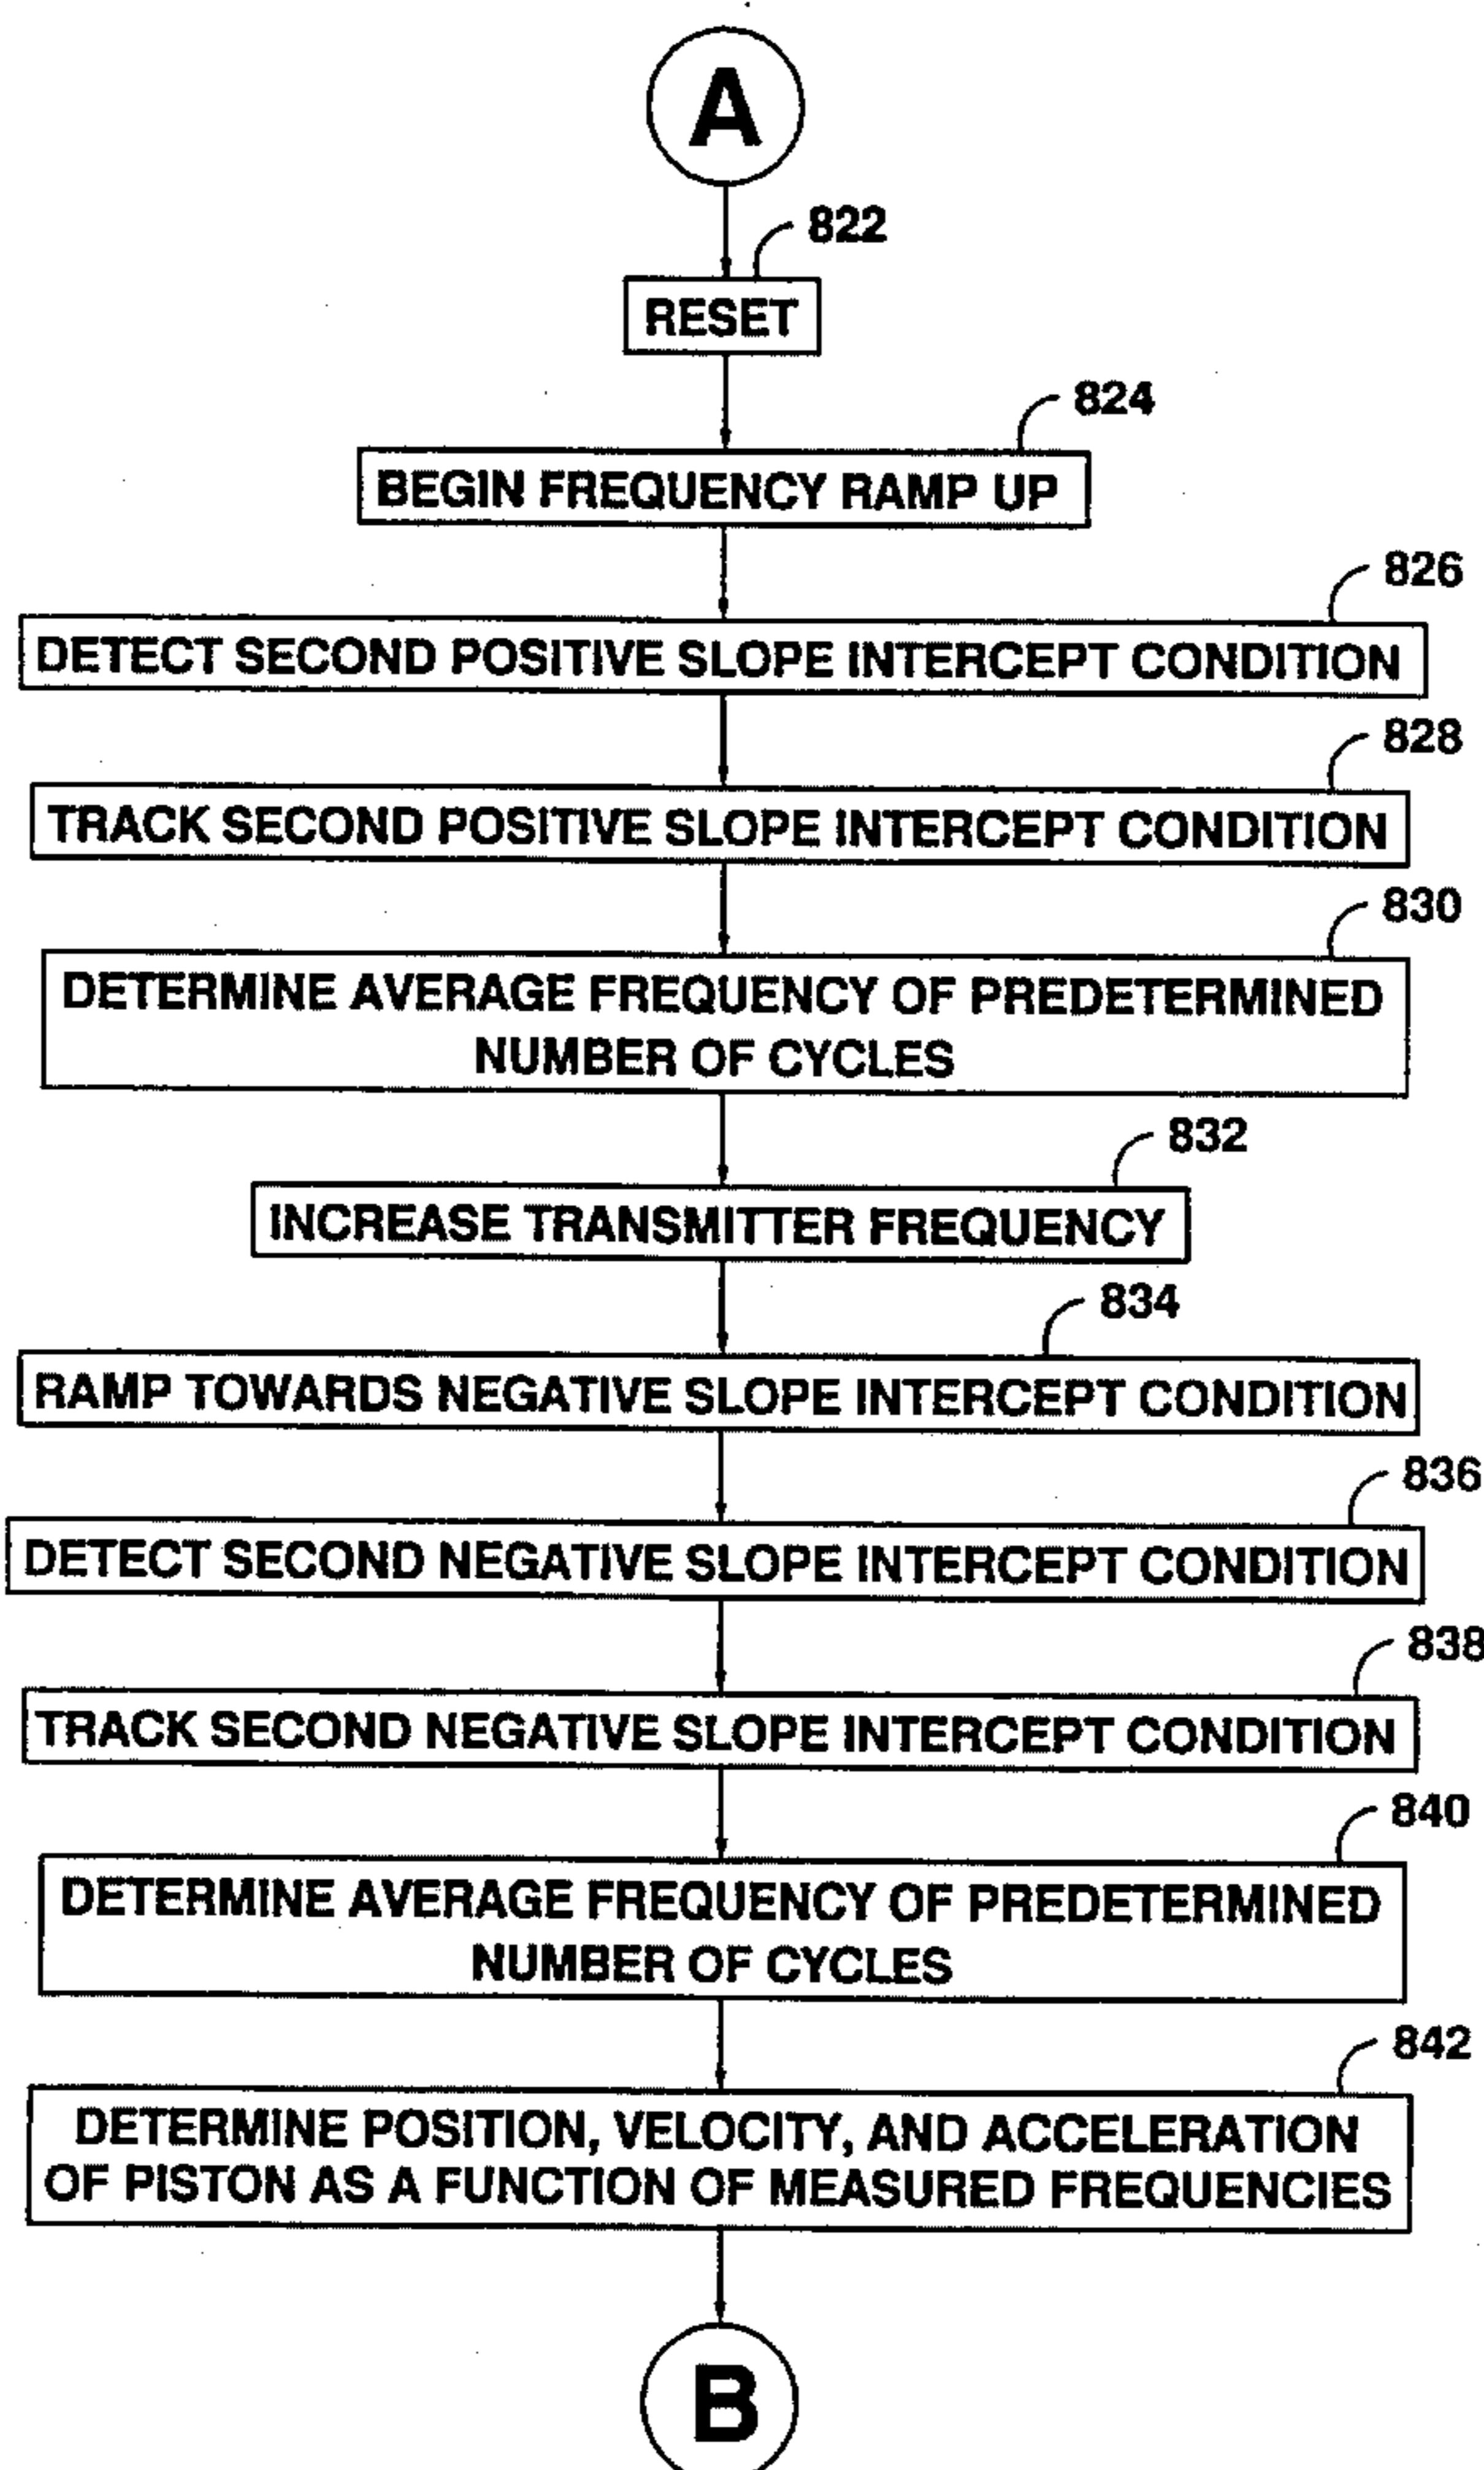 A
822
RESET
824
BEGIN FREQUENCY RAMP UP
826
DETECT SECOND POSITIVE SLOPE INTERCEPT CONDITION
828
TRACK SECOND POSITIVE SLOPE INTERCEPT CONDITION
830
DETERMINE AVERAGE FREQUENCY OF PREDETERMINED
NUMBER OF CYCLES
832
INCREASE TRANSMITTER FREQUENCY
834
RAMP TOWARDS NEGATIVE SLOPE INTERCEPT CONDITION
836
DETECT SECOND NEGATIVE SLOPE INTERCEPT CONDITION
838
TRACK SECOND NEGATIVE SLOPE INTERCEPT CONDITION
840
DETERMINE AVERAGE FREQUENCY OF PREDETERMINED
NUMBER OF CYCLES
842
DETERMINE POSITION, VELOCITY, AND ACCELERATION
OF PISTON AS A FUNCTION OF MEASURED FREQUENCIES
B